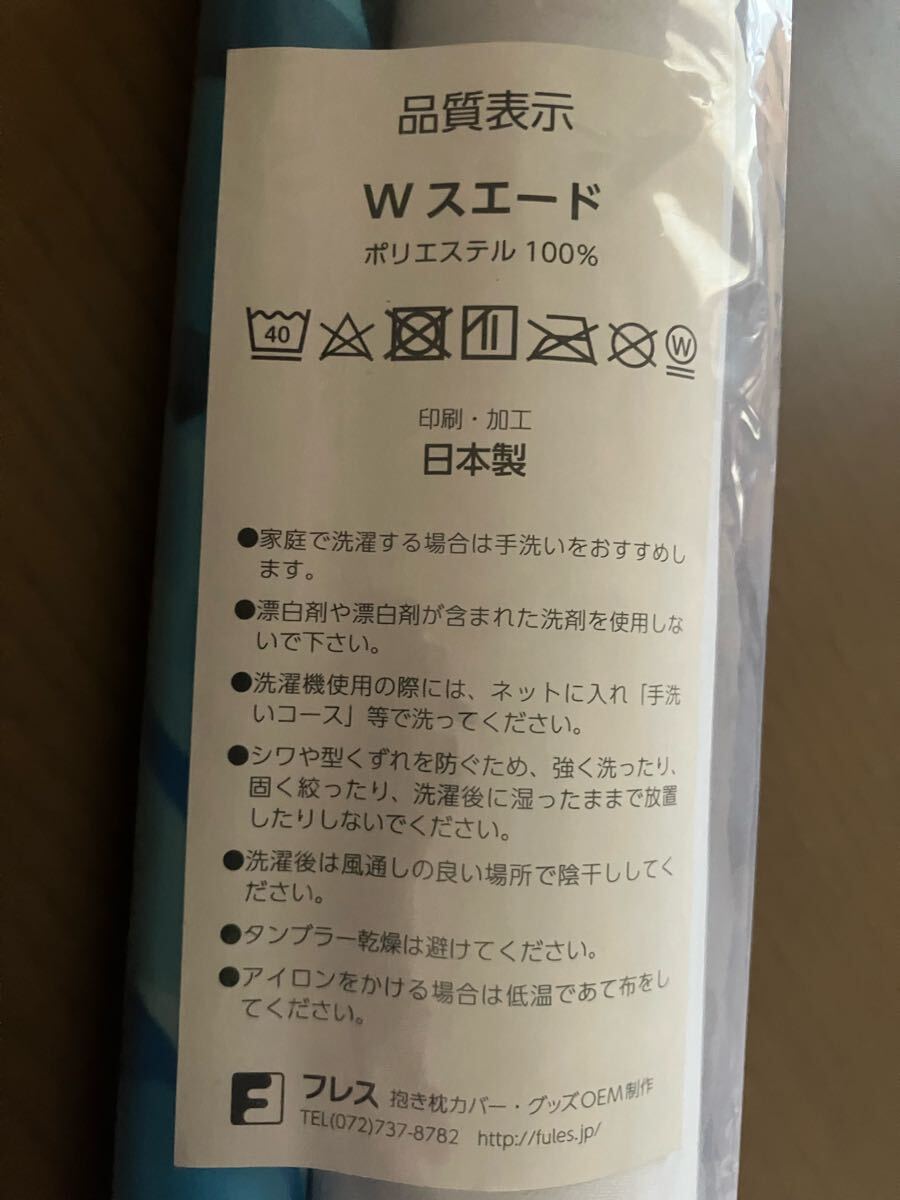 品質表示
W スエード
ポリエステル 100%
40
W
印刷・加工
日本製
●家庭で洗濯する場合は手洗いをおすすめし
ます。
●漂白剤や漂白剤が含まれた洗剤を使用しな
いで下さい。
●洗濯機使用の際には、ネットに入れ「手洗
いコース」等で洗ってください。
●シワや型くずれを防ぐため、強く洗ったり、
固く絞ったり、洗濯後に湿ったままで放置
したりしないでください。
●洗濯後は風通しの良い場所で陰干ししてく
ださい。
●タンブラー乾燥は避けてください。
●アイロンをかける場合は低温であて布をし
てください。
フレス 抱き枕カバー・グッズOEM制作
TEL(072)737-8782 http://fules.jp/